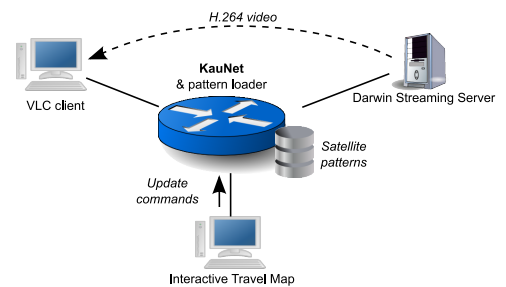 H.264 video
KauNet
& pattern loader
VLC client
Darwin Streaming Server
Satellite
patterns
Update
commands
Interactive Travel Map